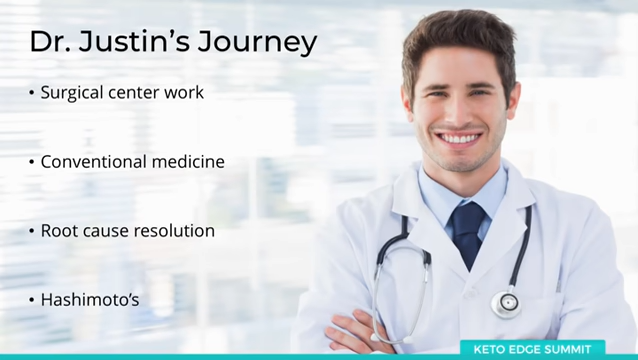 Dr. Justin’s Journey
• Surgical center work
• Conventional medicine
• Root cause resolution
• Hashimoto’s
KETO EDGE SUMMIT